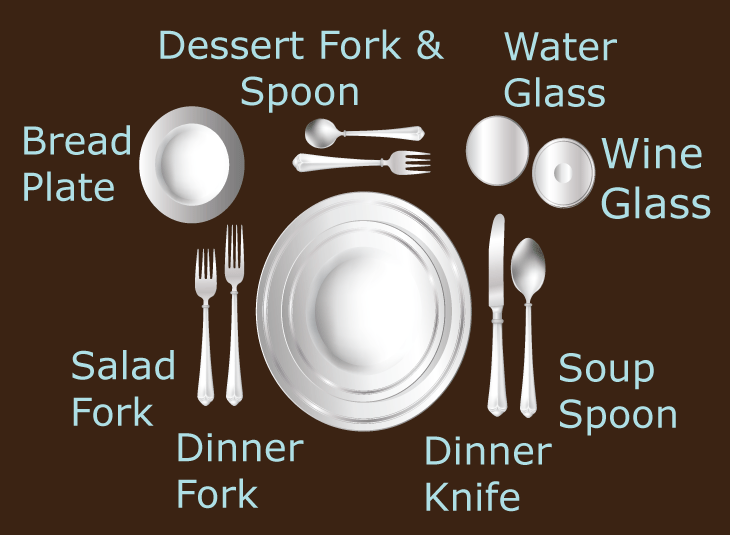 Dessert Fork &
Spoon
Water
Glass
Bread
Plate
Wine
Glass
Salad
Fork
Soup
Spoon
Dinner
Fork
Dinner
Knife